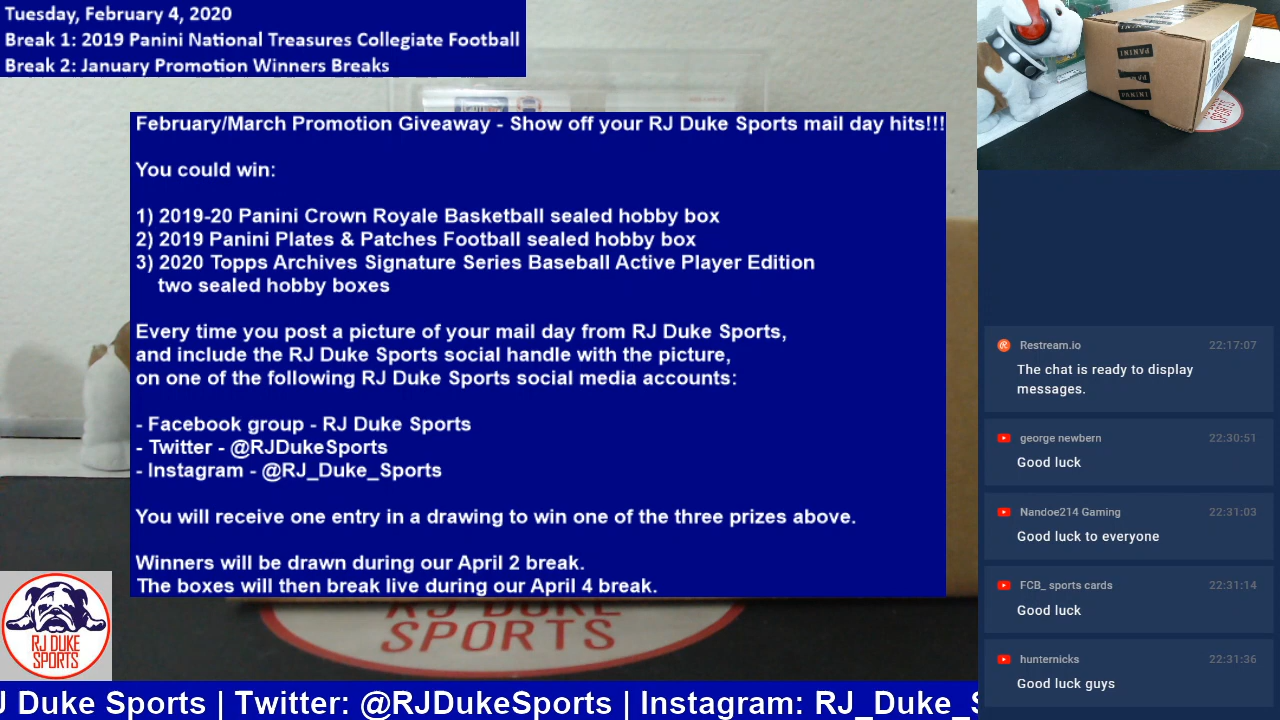 Tuesday, February 4, 2020
Break 1: 2019 Panini National Treasures Collegiate Football
Break 2: January Promotion Winners Breaks
February/March Promotion Giveaway - Show off your RJ Duke Sports mail day hits!!!
You could win:
1) 2019-20 Panini Crown Royale Basketball sealed hobby box
2) 2019 Panini Plates & Patches Football sealed hobby box
3) 2020 Topps Archives Signature Series Baseball Active Player Edition
two sealed hobby boxes
Every time you post a picture of your mail day from RJ Duke Sports,
and include the RJ Duke Sports social handle with the picture,
on one of the following RJ Duke Sports social media accounts:
- Facebook group - RJ Duke Sports
- Twitter - @RJDukeSports
- Instagram - @RJ_Duke_Sports
You will receive one entry in a drawing to win one of the three prizes above.
Winners will be drawn during our April 2 break.
The boxes will then break live during our April 4 break.
RJ DUKE
SPORTS
RJ DUKE
SPORTS
J Duke Sports | Twitter: @RJDukeSports | Instagram: RJ_Duke_S
PANINI
PANINI
PANINI
PANINI
SPORTS
Restream.io 22:17:07
The chat is ready to display
messages.
george newbern 22:30:51
Good luck
Nandoe214 Gaming 22:31:03
Good luck to everyone
FCB_ sports cards 22:31:14
Good luck
hunternicks 22:31:36
Good luck guys